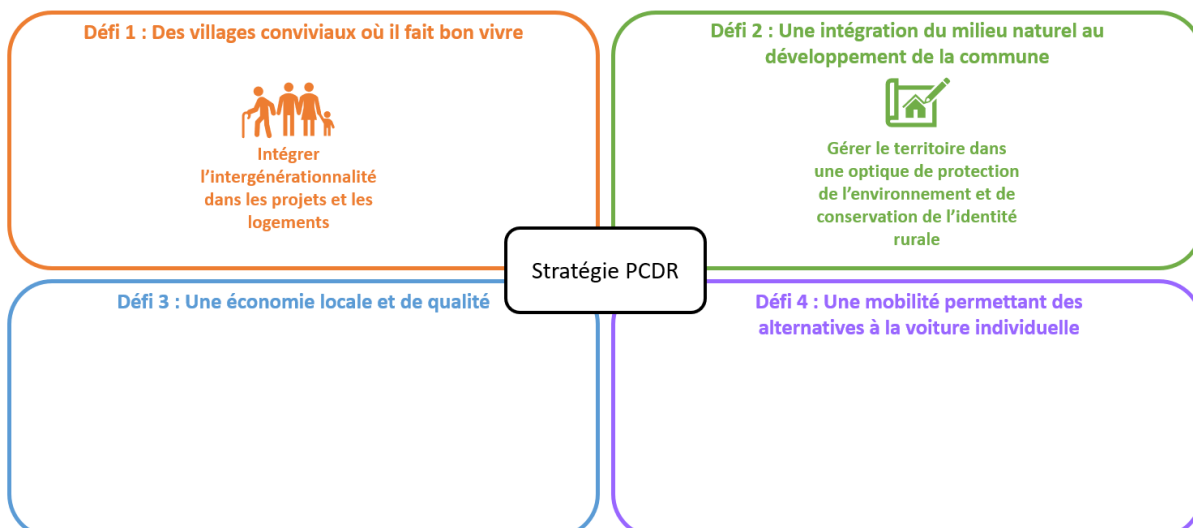 Défi 1 : Des villages conviviaux où il fait bon vivre
Intégrer
l’intergénérationnalité
dans les projets et les
logements
Défi 2 : Une intégration du milieu naturel au
développement de la commune
Gérer le territoire dans
une optique de protection
de l’environnement et de
conservation de l’identité
rurale
Stratégie PCDR
Défi 3 : Une économie locale et de qualité
Défi 4 : Une mobilité permettant des
alternatives à la voiture individuelle